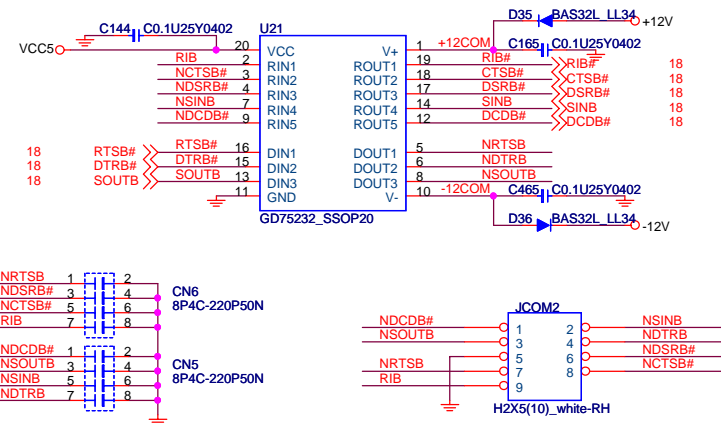 D35 BAS32L_LL34 +12V
C144 C0.1U25Y0402 U21
VCC5 20 VCC V+ 1 +12COM C165 C0.1U25Y0402
RIB 2 RIN1 ROUT1 19 RIB# RIB# 18
NCTSB# 3 RIN2 ROUT2 18 CTSB# CTSB# 18
NDSRB# 4 RIN3 ROUT3 17 DSRB# DSRB# 18
NSINB 7 RIN4 ROUT4 14 SINB SINB 18
NDCDB# 9 RIN5 ROUT5 12 DCDB# DCDB# 18
18 RTSB# RTSB# 16 DIN1 DOUT1 5 NRTSB
18 DTRB# DTRB# 15 DIN2 DOUT2 6 NDTRB
18 SOUTB SOUTB 13 DIN3 DOUT3 8 NSOUTB
11 GND V- 10 -12COM C465 C0.1U25Y0402
GD75232_SSOP20 D36 BAS32L_LL34 -12V
NRTSB 1 2
NDSRB# 3 4 CN6
NCTSB# 5 6 8P4C-220P50N
RIB 7 8
NDCDB# 1 2
NSOUTB 3 4 CN5
NSINB 5 6 8P4C-220P50N
NDTRB 7 8
JCOM2
NDCDB# 1 2 NSINB
NSOUTB 3 4 NDTRB
5 6 NDSRB#
NRTSB 7 8 NCTSB#
RIB 9
H2X5(10)_white-RH